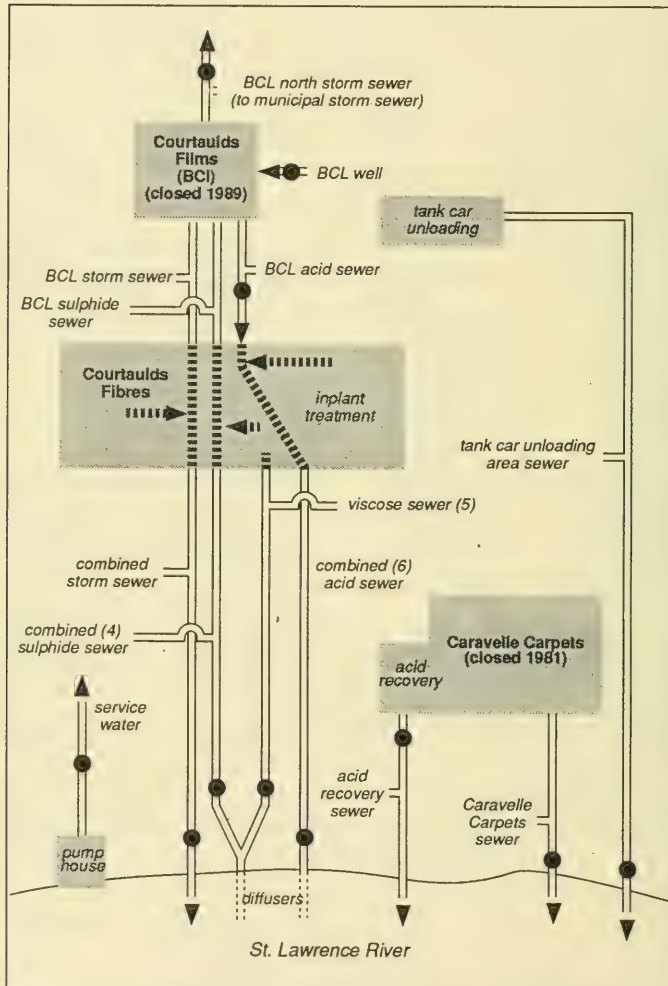 BCL north storm sewer
(to municipal storm sewer)
Courtaulds
Films
(BCI)
(closed 1989)
BCL well
tank car
unloading
BCL storm sewer
BCL acid sewer
BCL sulphide
sewer
Courtaulds
Fibres
inplant
treatment
tank car unloading
area sewer
viscose sewer (5)
combined
storm sewer
combined (6)
acid sewer
combined (4)
sulphide sewer
Caravelle Carpets
(closed 1981)
acid
recovery
service
water
acid
recovery
sewer
Caravelle
Carpets
sewer
pump
house
diffusers
St. Lawrence River